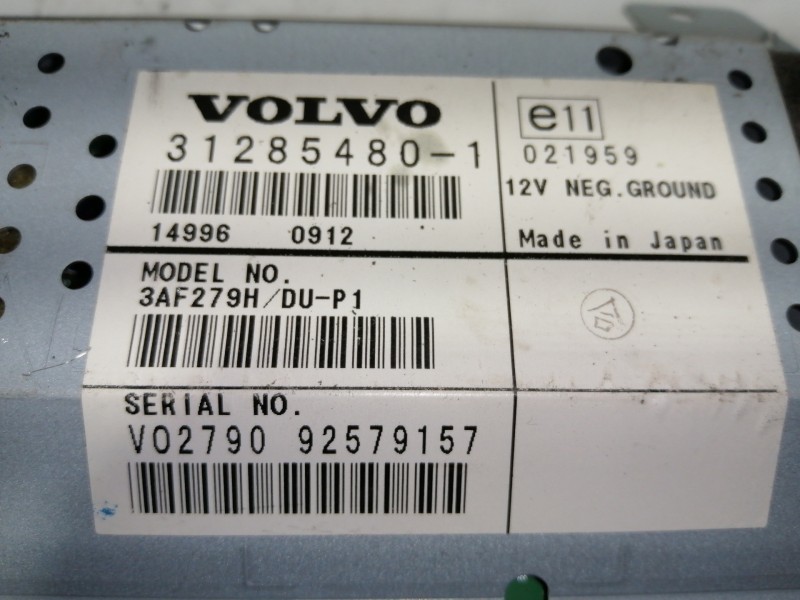 VOLVO
31285480-1
14996 0912
e11
021959
12V NEG.GROUND
Made in Japan
MODEL NO.
3AF279H/DU-P1
SERIAL NO.
VO2790 92579157